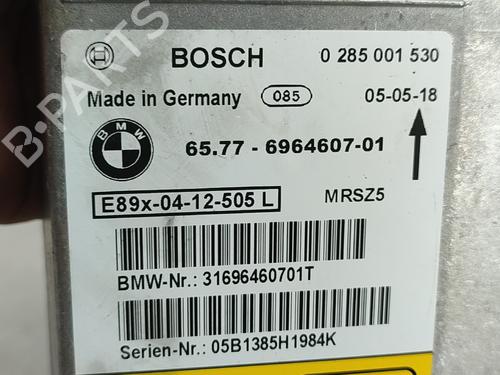 BOSCH 0 285 001 530
Made in Germany 085 05-05-18
BMW 65.77 - 6964607-01
E89x-04-12-505 L MRSZ5
BMW-Nr.: 31696460701T
Serien-Nr.: 05B1385H1984K
B-PARTS